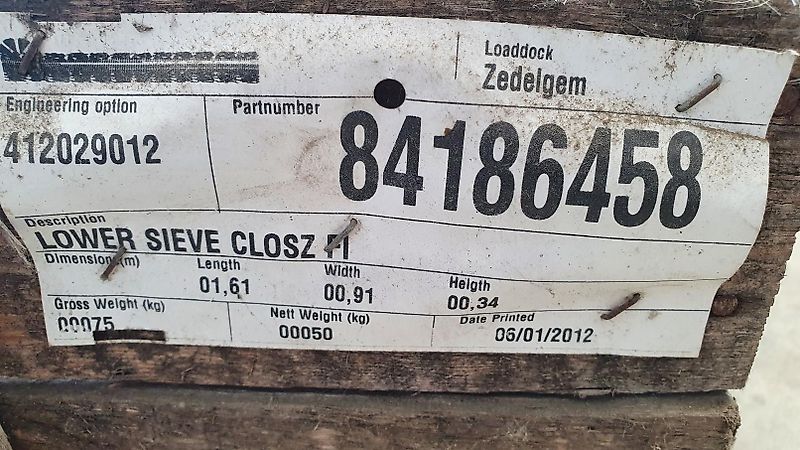 Loaddock
Zedelgem
Engineering option
412029012
Partnumber
84186458
Description
LOWER SIEVE CLOSZ FI
Dimension (m)
Length
01,61
Width
00,91
Heigth
00,34
Gross Weight (kg)
00075
Nett Weight (kg)
00050
Date Printed
06/01/2012